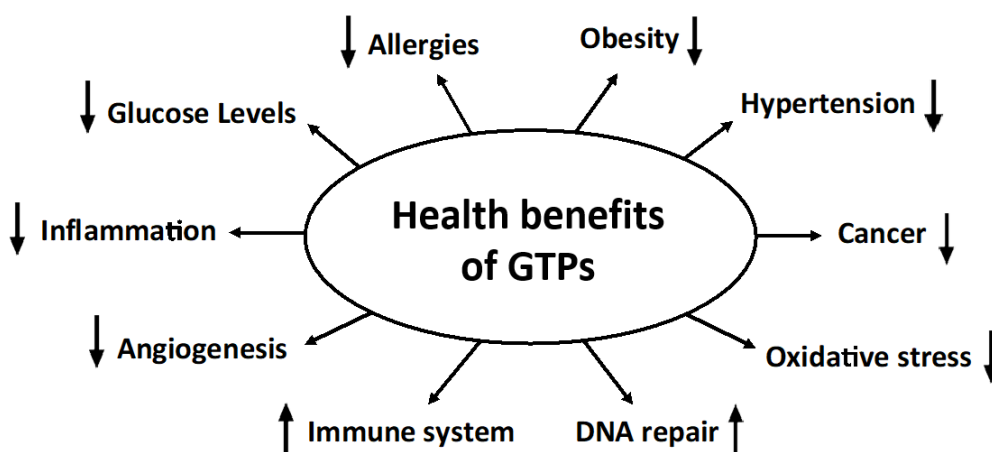 Allergies
Obesity
Glucose Levels
Hypertension
Health benefits
of GTPs
Inflammation
Cancer
Angiogenesis
Oxidative stress
Immune system
DNA repair